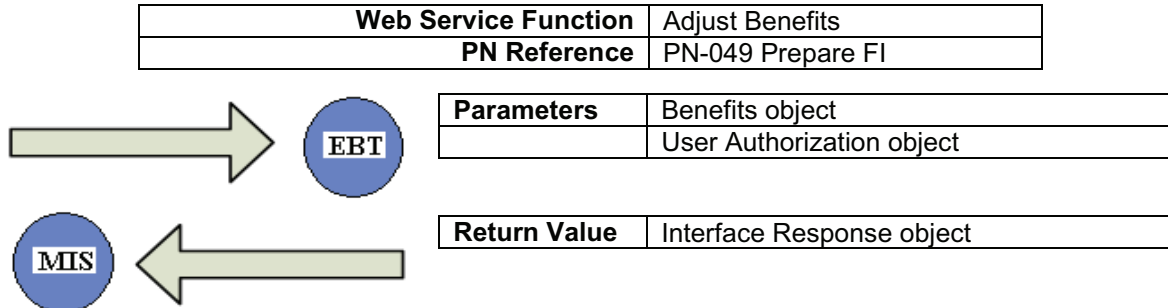 Web Service Function Adjust Benefits
PN Reference PN-049 Prepare FI
EBT
Parameters Benefits object
User Authorization object
MIS
Return Value Interface Response object